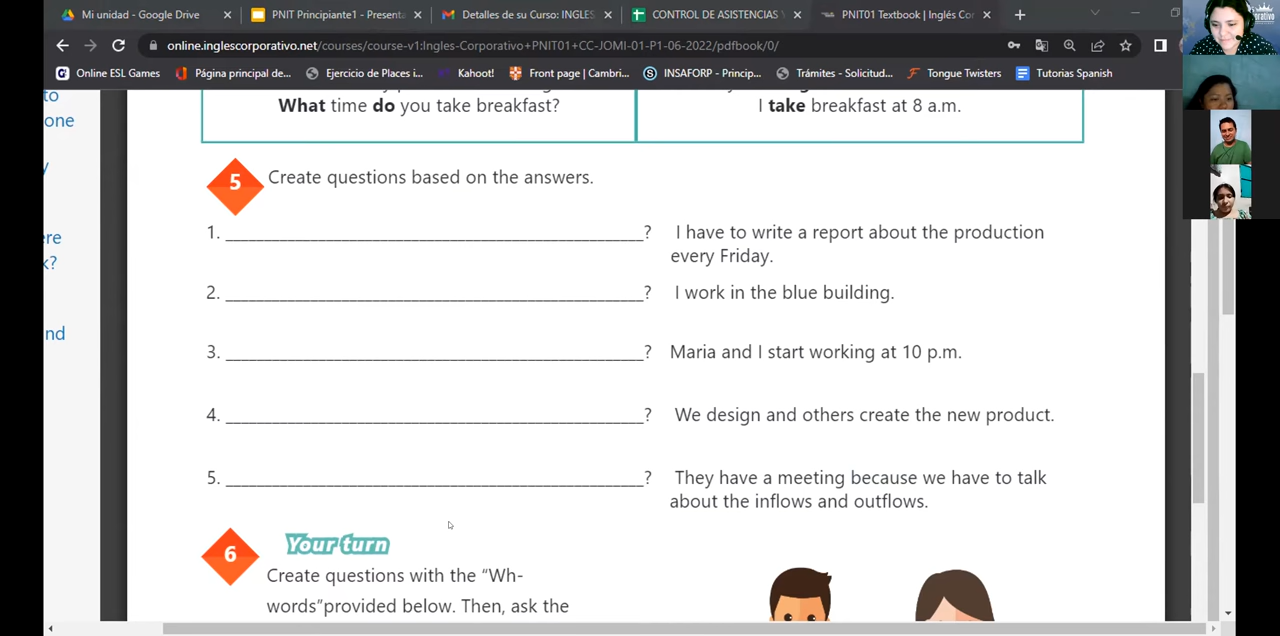 Mi unidad - Google Drive
PNIT Principiante1 - Presenta
Detalles de su Curso: INGLES
CONTROL DE ASISTENCIAS
PNIT01 Textbook | Inglés Cor
online.inglescorporativo.net/courses/course-v1:Ingles-Corporativo+PNIT01+CC-JOMI-01-P1-06-2022/pdfbook/0/
Online ESL Games
Página principal de...
Ejercicio de Places i...
Kahoot!
Front page | Cambri...
INSAFORP - Princip...
Trámites - Solicitud...
Tongue Twisters
Tutorias Spanish
to
one
y
ere
k?
nd
What time do you take breakfast?
I take breakfast at 8 a.m.
5 Create questions based on the answers.
1. ? I have to write a report about the production
every Friday.
2. ? I work in the blue building.
3. ? Maria and I start working at 10 p.m.
4. ? We design and others create the new product.
5. ? They have a meeting because we have to talk
about the inflows and outflows.
6 Your turn
Create questions with the “Wh-
words”provided below. Then, ask the